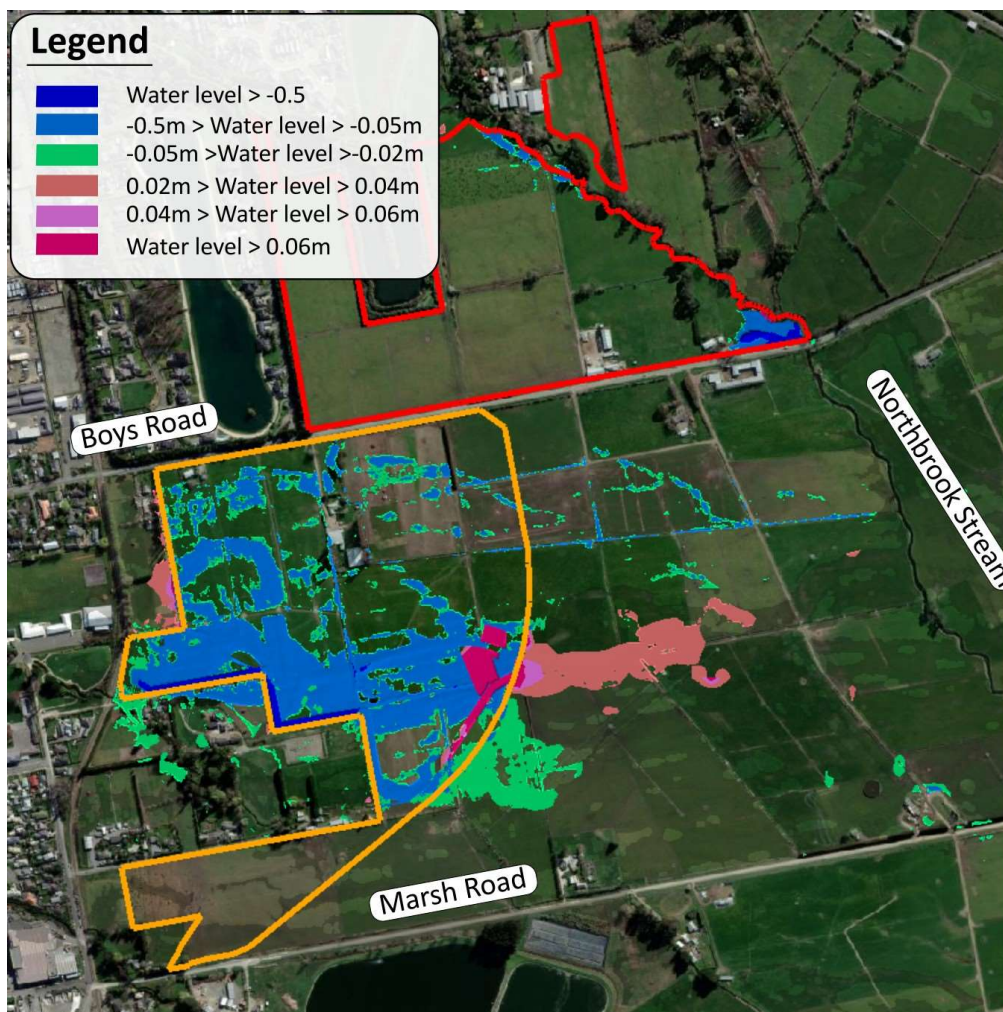 Legend
Water level > -0.5
-0.5m > Water level > -0.05m
-0.05m >Water level >-0.02m
0.02m > Water level > 0.04m
0.04m > Water level > 0.06m
Water level > 0.06m
Boys Road
Northbrook Stream
Marsh Road